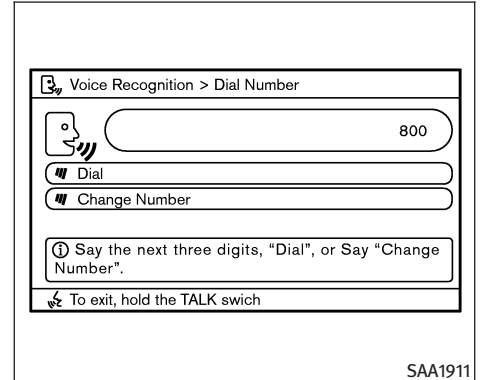 Voice Recognition > Dial Number
800
Dial
Change Number
Say the next three digits, “Dial”, or Say “Change
Number”.
To exit, hold the TALK swich
SAA1911